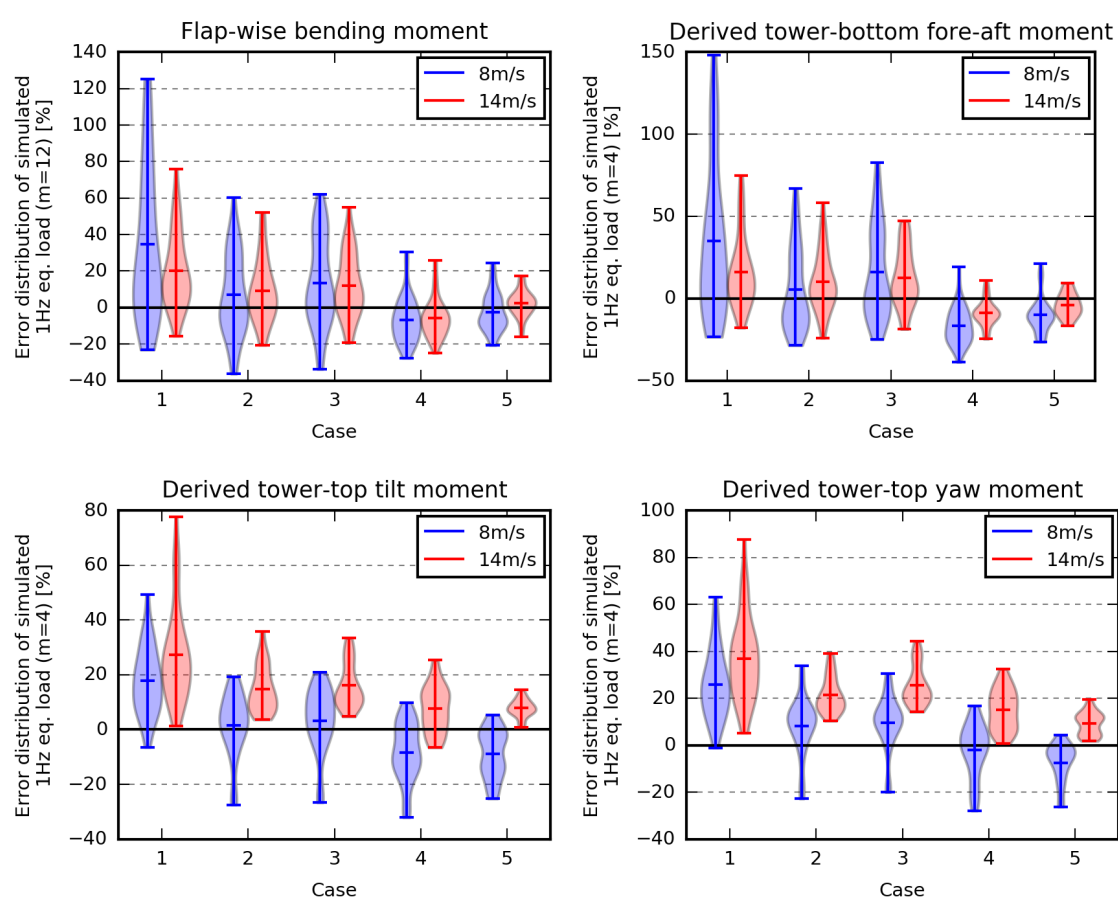 Flap-wise bending moment
Error distribution of simulated
1Hz eq. load (m=12) [%]
140
120
100
80
60
40
20
0
−20
−40
8m/s
14m/s
1 2 3 4 5
Case
Derived tower-bottom fore-aft moment
Error distribution of simulated
1Hz eq. load (m=4) [%]
150
100
50
0
−50
8m/s
14m/s
1 2 3 4 5
Case
Derived tower-top tilt moment
Error distribution of simulated
1Hz eq. load (m=4) [%]
80
60
40
20
0
−20
−40
8m/s
14m/s
1 2 3 4 5
Case
Derived tower-top yaw moment
Error distribution of simulated
1Hz eq. load (m=4) [%]
100
80
60
40
20
0
−20
−40
8m/s
14m/s
1 2 3 4 5
Case